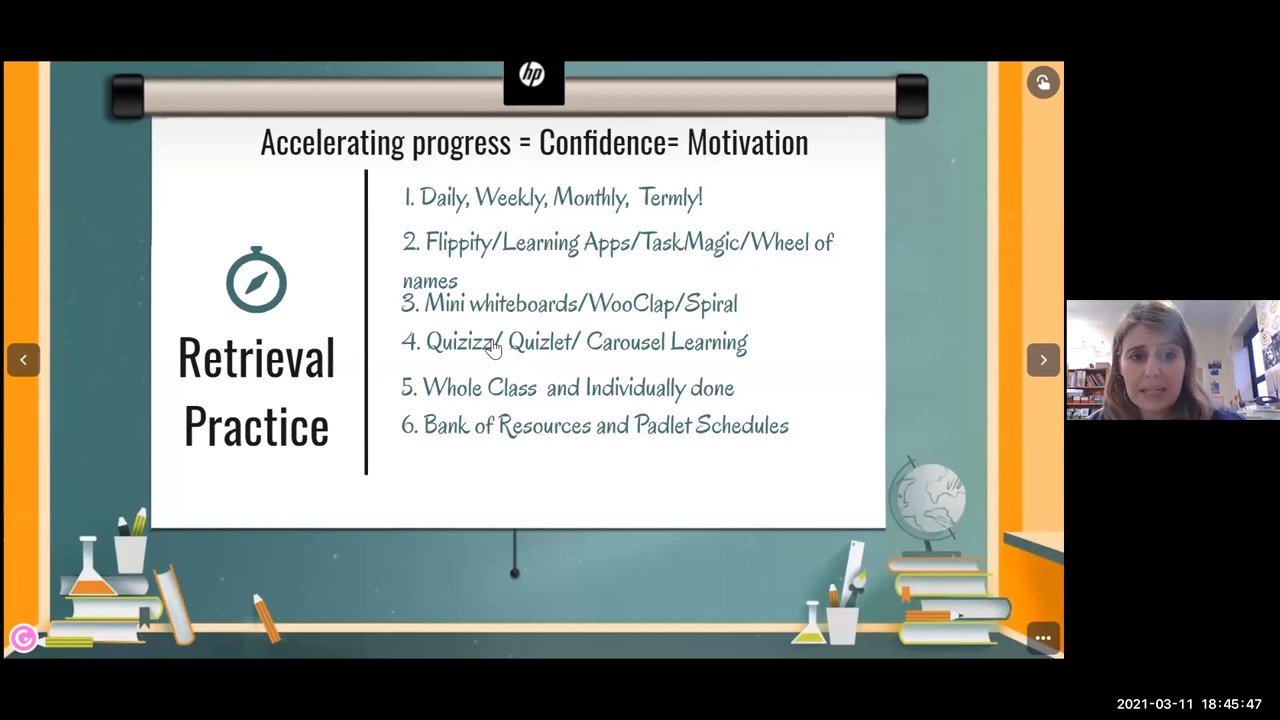 hp
Accelerating progress = Confidence= Motivation
Retrieval
Practice
1. Daily, Weekly, Monthly, Termly!
2. Flippity/Learning Apps/TaskMagic/Wheel of
names
3. Mini whiteboards/WooClap/Spiral
4. Quizizz/ Quizlet/ Carousel Learning
5. Whole Class and Individually done
6. Bank of Resources and Padlet Schedules
2021-03-11 18:45:47